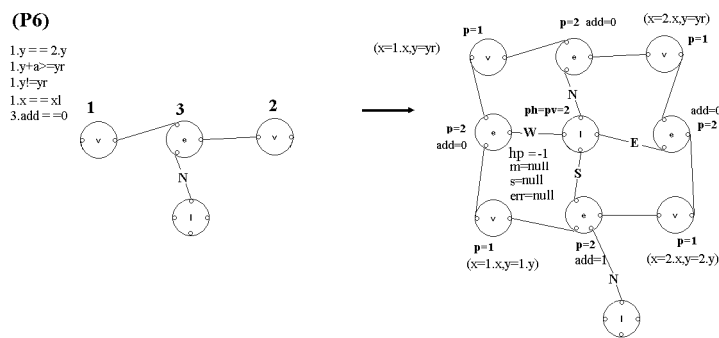 (P6)
1.y == 2.y
1.y+a>=yr
1.y!=yr
1.x == xl
3.add ==0
1
3
2
v
e
v
N
I
p=1
p=2
add=0
(x=2.x,y=yr)
(x=1.x,y=yr)
p=1
v
e
v
N
ph=pv=2
add=0
p=2
add=0
e
W
I
E
e
p=2
hp = -1
m=null
s=null
err=null
S
v
e
v
p=1
p=2
p=1
(x=1.x,y=1.y)
add=1
(x=2.x,y=2.y)
N
I